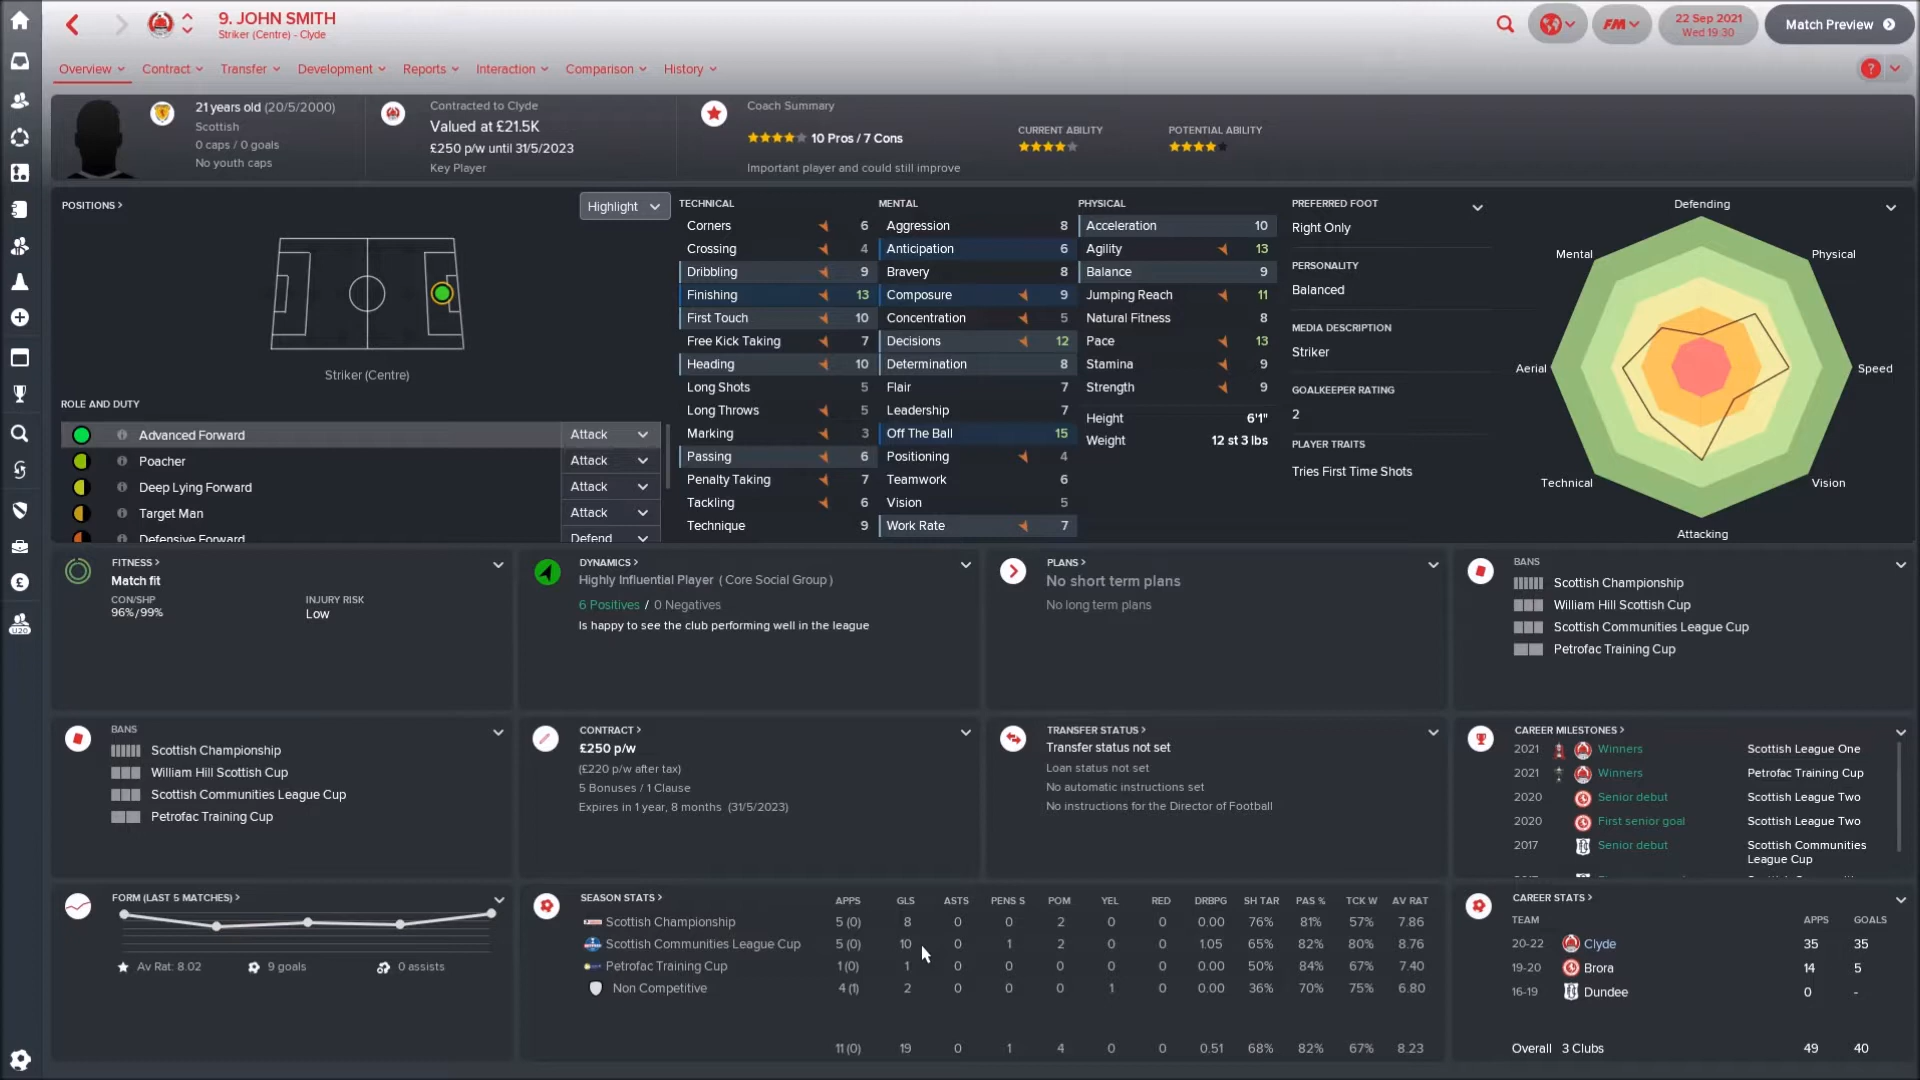 9. JOHN SMITH
Striker (Centre) - Clyde
FM
22 Sep 2021
Wed 19:30
Match Preview
Overview
Contract
Transfer
Development
Reports
Interaction
Comparison
History
?
21 years old (20/5/2000)
Scottish
0 caps / 0 goals
No youth caps
Contracted to Clyde
Valued at £21.5K
£250 p/w until 31/5/2023
Key Player
Coach Summary
10 Pros / 7 Cons
Important player and could still improve
CURRENT ABILITY
POTENTIAL ABILITY
POSITIONS >
Highlight
Striker (Centre)
ROLE AND DUTY
Advanced Forward Attack
Poacher Attack
Deep Lying Forward Attack
Target Man Attack
Defensive Forward Defend
TECHNICAL
Corners 6
Crossing 4
Dribbling 9
Finishing 13
First Touch 10
Free Kick Taking 7
Heading 10
Long Shots 5
Long Throws 5
Marking 3
Passing 6
Penalty Taking 7
Tackling 6
Technique 9
MENTAL
Aggression 8
Anticipation 6
Bravery 8
Composure 9
Concentration 5
Decisions 12
Determination 8
Flair 7
Leadership 7
Off The Ball 15
Positioning 4
Teamwork 6
Vision 5
Work Rate 7
PHYSICAL
Acceleration 10
Agility 13
Balance 9
Jumping Reach 11
Natural Fitness 8
Pace 13
Stamina 9
Strength 9
Height 6'1"
Weight 12 st 3 lbs
PREFERRED FOOT
Right Only
PERSONALITY
Balanced
MEDIA DESCRIPTION
Striker
GOALKEEPER RATING
2
PLAYER TRAITS
Tries First Time Shots
Defending
Mental
Physical
Aerial
Speed
Technical
Vision
Attacking
FITNESS >
Match fit
CON/SHP
96%/99%
INJURY RISK
Low
DYNAMICS >
Highly Influential Player ( Core Social Group )
6 Positives / 0 Negatives
Is happy to see the club performing well in the league
PLANS >
No short term plans
No long term plans
BANS
Scottish Championship
William Hill Scottish Cup
Scottish Communities League Cup
Petrofac Training Cup
BANS
Scottish Championship
William Hill Scottish Cup
Scottish Communities League Cup
Petrofac Training Cup
CONTRACT >
£250 p/w
(£220 p/w after tax)
5 Bonuses / 1 Clause
Expires in 1 year, 8 months (31/5/2023)
TRANSFER STATUS >
Transfer status not set
Loan status not set
No automatic instructions set
No instructions for the Director of Football
CAREER MILESTONES >
2021 Winners Scottish League One
2021 Winners Petrofac Training Cup
2020 Senior debut Scottish League Two
2020 First senior goal Scottish League Two
2017 Senior debut Scottish Communities
League Cup
FORM (LAST 5 MATCHES) >
Av Rat: 8.02 9 goals 0 assists
SEASON STATS > APPS GLS ASTS PENS S POM YEL RED DRBPG SH TAR PAS % TCK W AV RAT
Scottish Championship 5 (0) 8 0 0 2 0 0 0.00 76% 81% 57% 7.86
Scottish Communities League Cup 5 (0) 10 0 1 2 0 0 1.05 65% 82% 80% 8.76
Petrofac Training Cup 1 (0) 1 0 0 0 0 0 0.00 50% 84% 67% 7.40
Non Competitive 4 (1) 2 0 0 0 1 0 0.00 36% 70% 75% 6.80
11 (0) 19 0 1 4 0 0 0.51 68% 82% 67% 8.23
CAREER STATS >
TEAM APPS GOALS
20-22 Clyde 35 35
19-20 Brora 14 5
16-19 Dundee 0 -
Overall 3 Clubs 49 40
U20